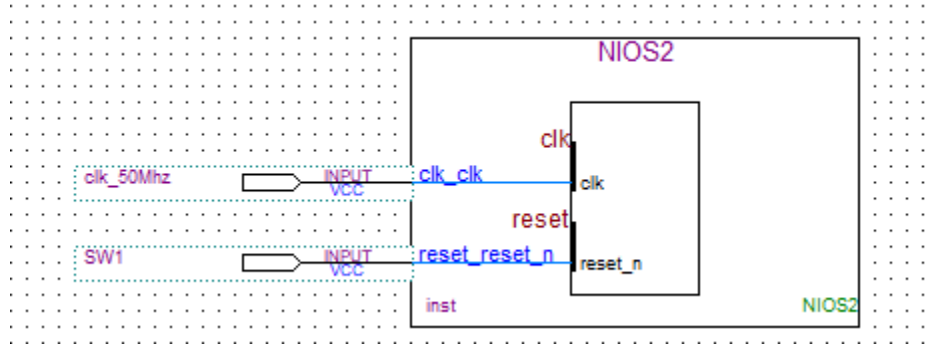 NIOS2
clk
clk_50Mhz INPUT VCC clk_clk clk
reset
SW1 INPUT VCC reset_reset_n reset_n
inst NIOS2